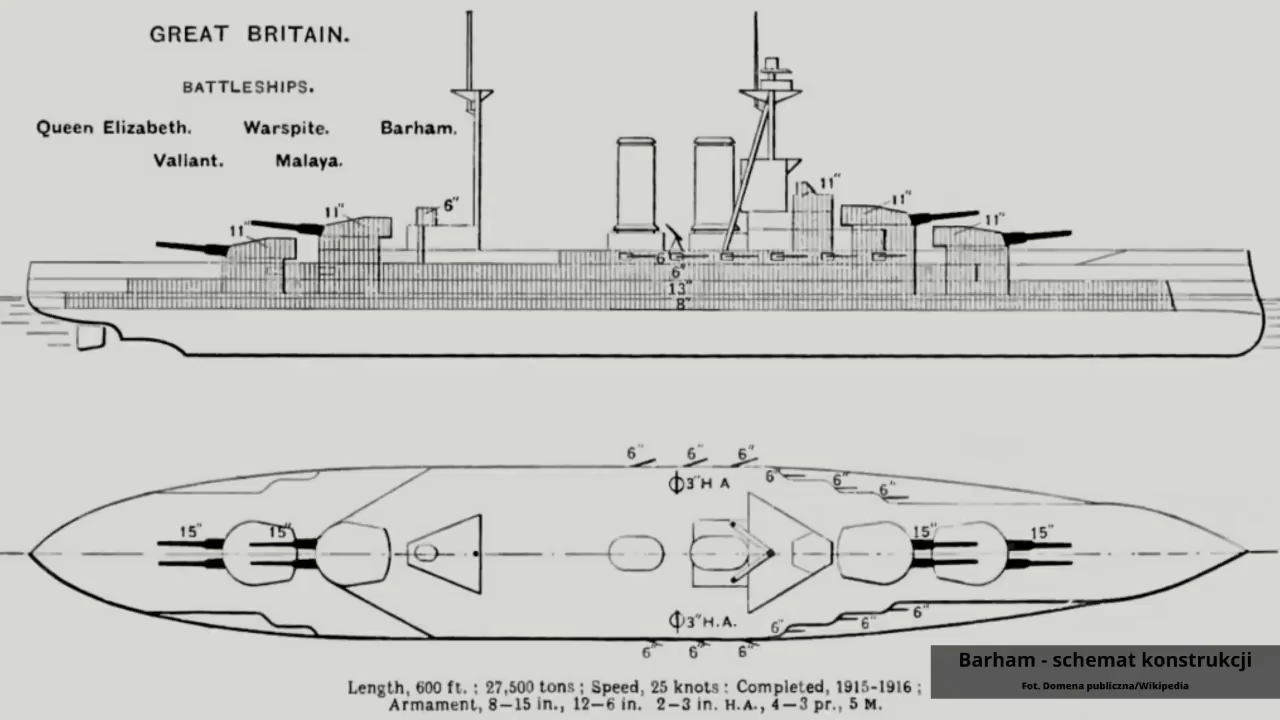 GREAT BRITAIN.
BATTLESHIPS.
Queen Elizabeth. Warspite. Barham.
Valiant. Malaya.
11" 11" 6" 11" 11" 11"
6"
6"
13"
8"
6" 6" 6"
3"H A 6" 6" 6"
15" 15" 15" 15"
3"H.A. 6" 6" 6"
6" 6" 6"
Length, 600 ft. ; 27,500 tons ; Speed, 25 knots : Completed, 1915-1916 ;
Armament, 8—15 in., 12—6 in. 2—3 in. H.A., 4—3 pr., 5 M.
Barham - schemat konstrukcji
Fot. Domena publiczna/Wikipedia